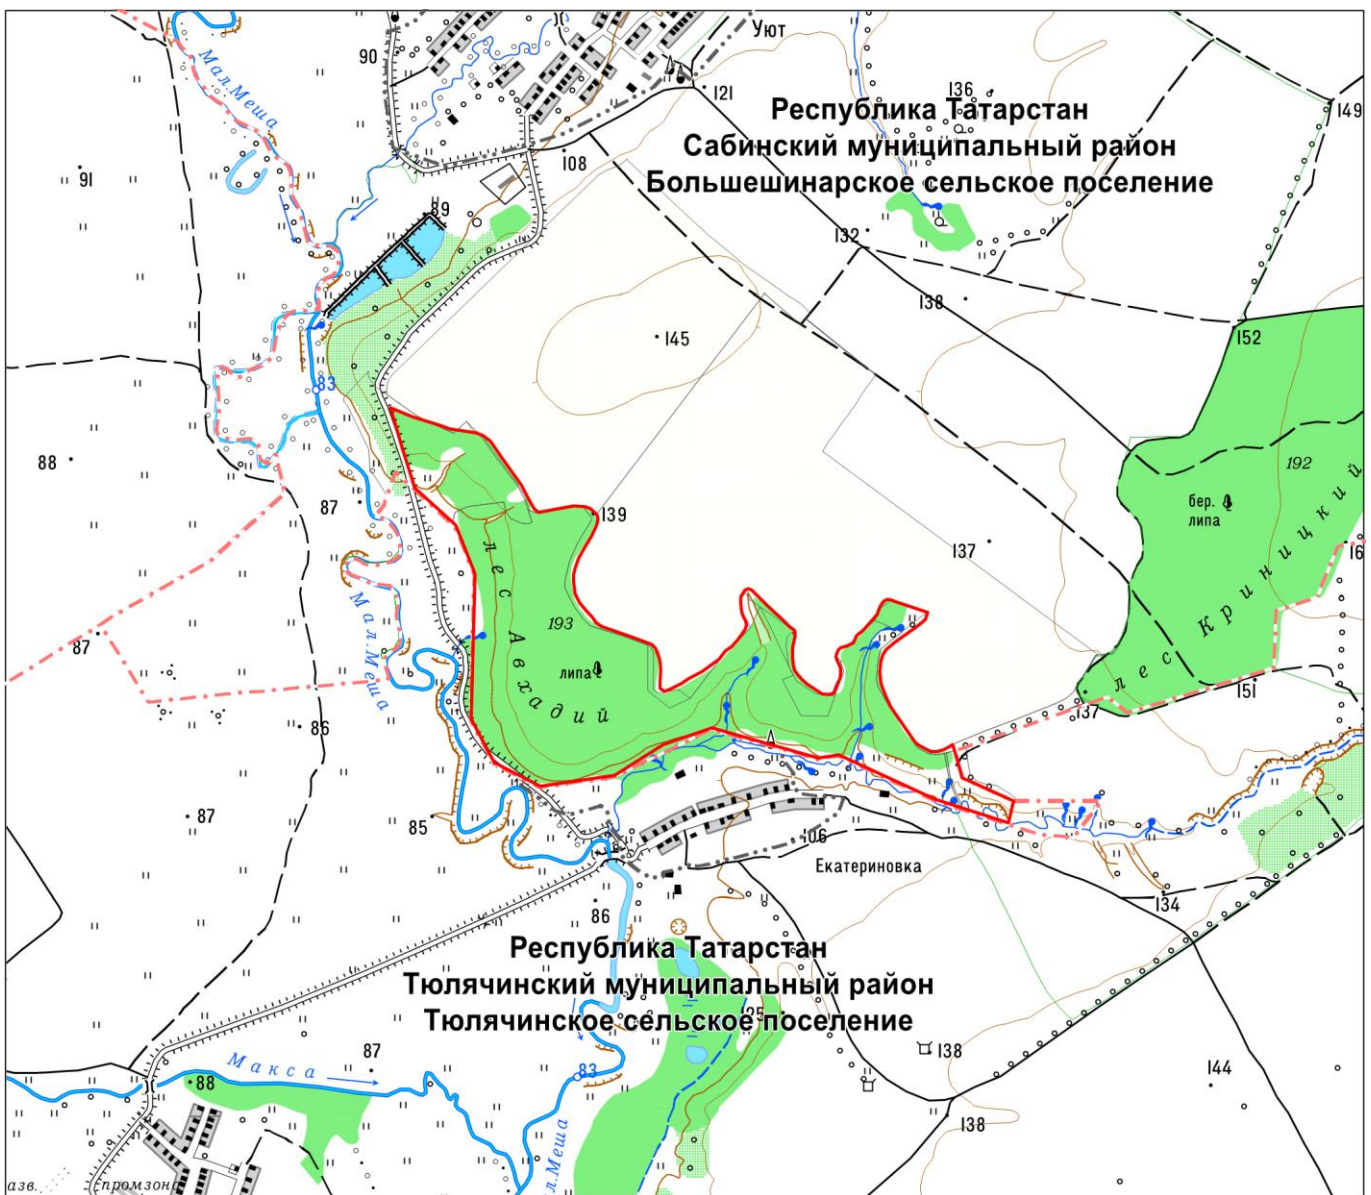 Уют
90
Мал.Меша
121
136
149
Республика Татарстан
Сабинский муниципальный район
Большешинарское сельское поселение
108
91
89
132
138
145
152
83
88
192
87
139
бер.
липа
137
лес Криницкий
лес Авхадий
193
липа
Мал.Меша
87
151
137
86
87
85
106
Екатериновка
134
86
Республика Татарстан
Тюлячинский муниципальный район
Тюлячинское сельское поселение
138
87
83
Макса
88
144
138
л.Меша
азв.
промзона